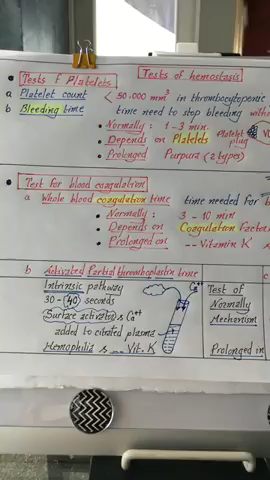 Tests of hemostasis
• Tests f Platelets
a Platelet count < 50.000 mm³ in thrombocytopenic
b Bleeding time time need to stop bleeding
• Normally : 1 - 3 min.
• Depends on Platelets Platelet plug
• Prolonged Purpura (2 types)
• Test for blood coagulation
a Whole blood coagulation time time needed for
• Normally : 3 - 10 min
• Depends on Coagulation
• Prolonged on -- Vitamin K
b Activated Partial thromboplastin time
Intrinsic pathway
30 - 40 seconds
Surface activator & Ca++
added to citrated plasma
Hemophilia & Vit. K
Ca++
Test of
Normally
Mechanism
Prolonged in